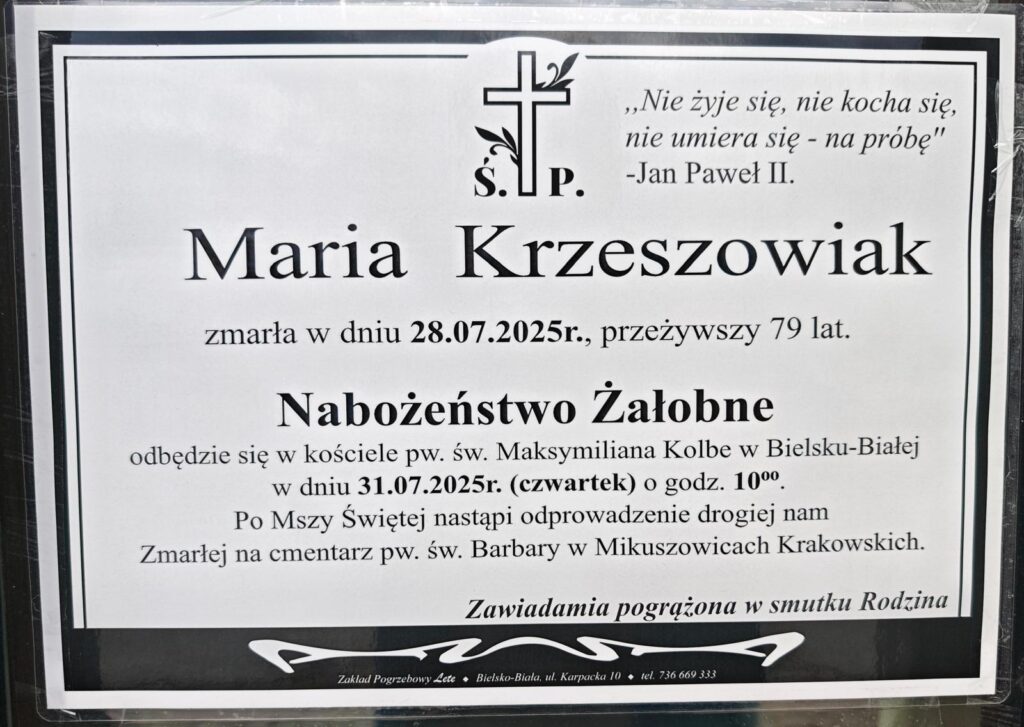 ,,Nie żyje się, nie kocha się,
nie umiera się - na próbę"
-Jan Paweł II.
Ś. P.
Maria Krzeszowiak
zmarła w dniu 28.07.2025r., przeżywszy 79 lat.
Nabożeństwo Żałobne
odbędzie się w kościele pw. św. Maksymiliana Kolbe w Bielsku-Białej
w dniu 31.07.2025r. (czwartek) o godz. 10⁰⁰.
Po Mszy Świętej nastąpi odprowadzenie drogiej nam
Zmarłej na cmentarz pw. św. Barbary w Mikuszowicach Krakowskich.
Zawiadamia pogrążona w smutku Rodzina
Zakład Pogrzebowy Lete ◆ Bielsko-Biała, ul. Karpacka 10 ◆ tel. 736 669 333